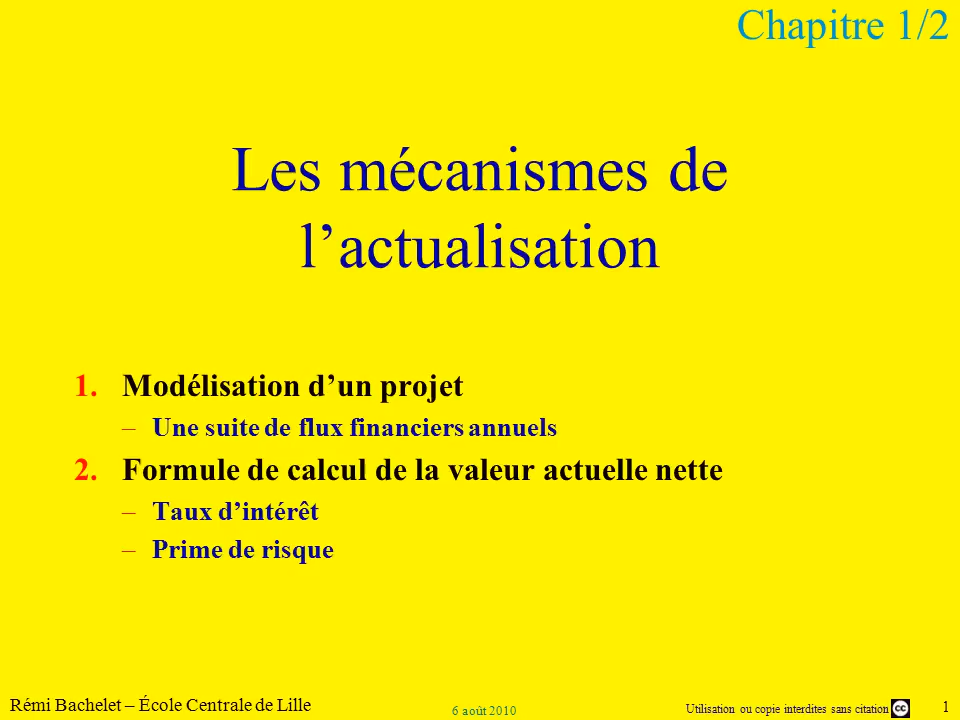 Chapitre 1/2
Les mécanismes de
l’actualisation
1. Modélisation d’un projet
– Une suite de flux financiers annuels
2. Formule de calcul de la valeur actuelle nette
– Taux d’intérêt
– Prime de risque
Rémi Bachelet – École Centrale de Lille
6 août 2010
Utilisation ou copie interdites sans citation
cc
1